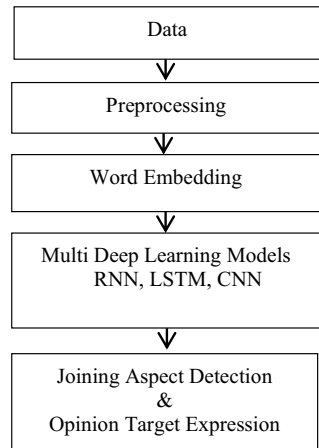 Data
Preprocessing
Word Embedding
Multi Deep Learning Models
RNN, LSTM, CNN
Joining Aspect Detection
&
Opinion Target Expression